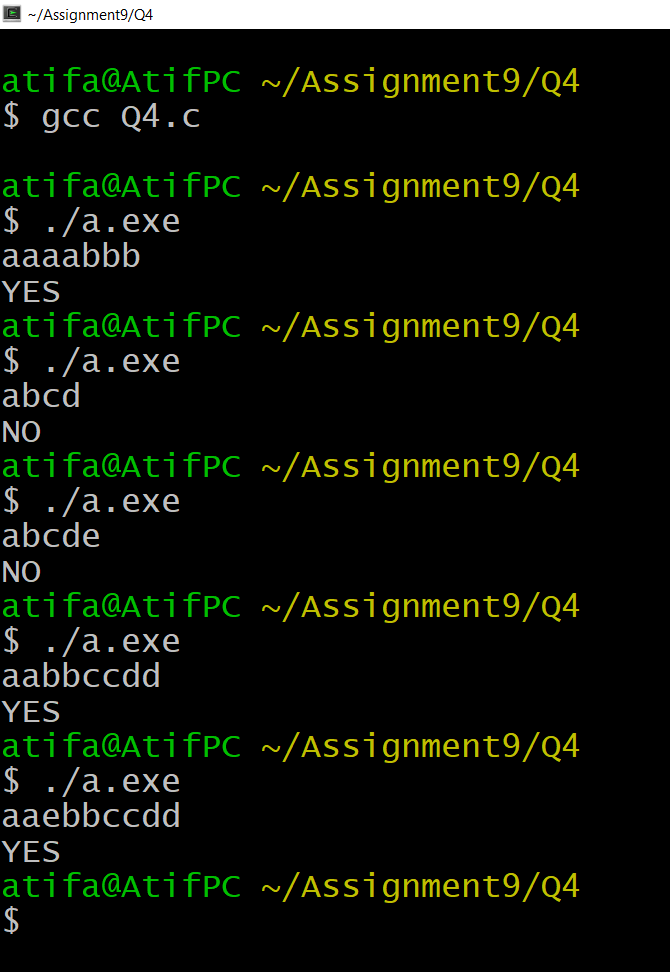 ~/Assignment9/Q4
atifa@AtifPC ~/Assignment9/Q4
$ gcc Q4.c
atifa@AtifPC ~/Assignment9/Q4
$ ./a.exe
aaaabbb
YES
atifa@AtifPC ~/Assignment9/Q4
$ ./a.exe
abcd
NO
atifa@AtifPC ~/Assignment9/Q4
$ ./a.exe
abcde
NO
atifa@AtifPC ~/Assignment9/Q4
$ ./a.exe
aabbccdd
YES
atifa@AtifPC ~/Assignment9/Q4
$ ./a.exe
aaebbccdd
YES
atifa@AtifPC ~/Assignment9/Q4
$